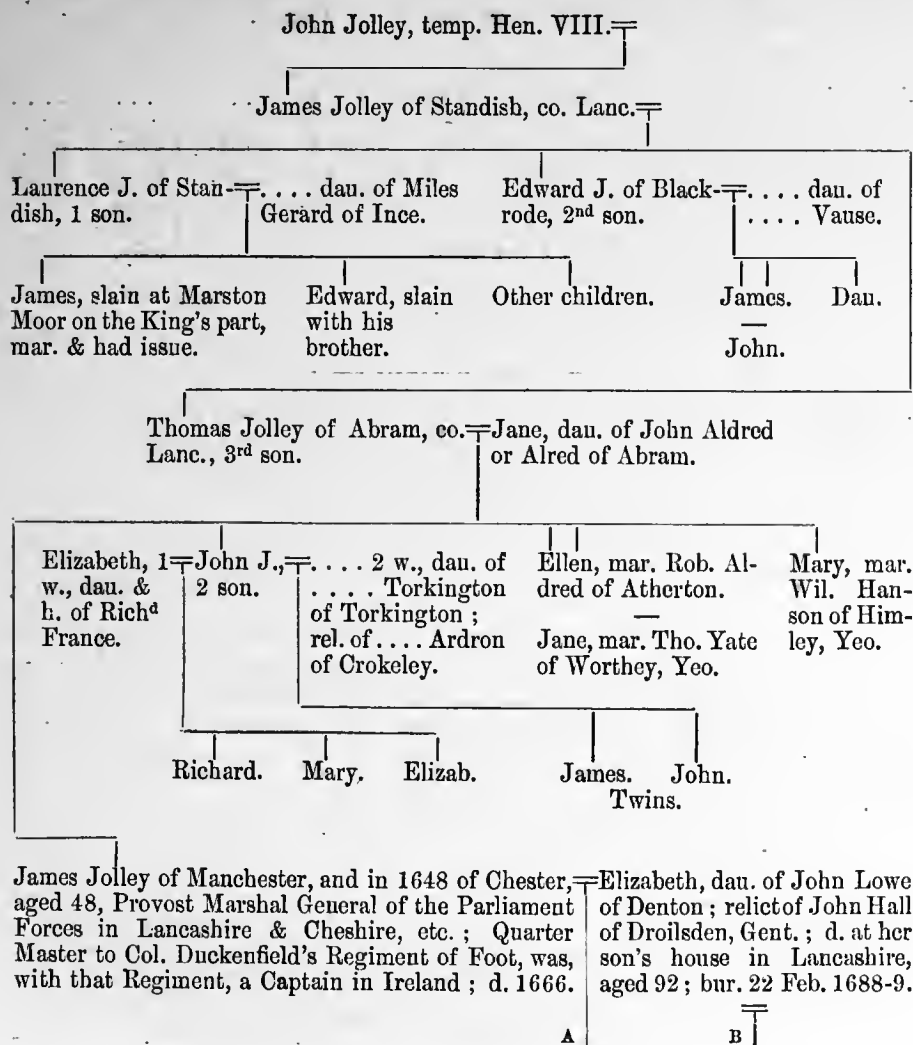 John Jolley, temp. Hen. VIII.
James Jolley of Standish, co. Lanc.
Laurence J. of Stan-
dish, 1 son.
. . . . dau. of Miles
Gerard of Ince.
Edward J. of Black-
rode, 2nd son.
. . . . dau. of
. . . . Vause.
James, slain at Marston
Moor on the King's part,
mar. & had issue.
Edward, slain
with his
brother.
Other children.
James.
—
John.
Dau.
Thomas Jolley of Abram, co.
Lanc., 3rd son.
Jane, dau. of John Aldred
or Alred of Abram.
Elizabeth, 1
w., dau. &
h. of Richd
France.
John J.,
2 son.
. . . . 2 w., dau. of
. . . . Torkington
of Torkington ;
rel. of . . . . Ardron
of Crokeley.
Ellen, mar. Rob. Al-
dred of Atherton.
—
Jane, mar. Tho. Yate
of Worthey, Yeo.
Mary, mar.
Wil. Han-
son of Him-
ley, Yeo.
Richard. Mary. Elizab.
James. John.
Twins.
James Jolley of Manchester, and in 1648 of Chester,
aged 48, Provost Marshal General of the Parliament
Forces in Lancashire & Cheshire, etc. ; Quarter
Master to Col. Duckenfield's Regiment of Foot, was,
with that Regiment, a Captain in Ireland ; d. 1666.
Elizabeth, dau. of John Lowe
of Denton ; relict of John Hall
of Droilsden, Gent. ; d. at her
son's house in Lancashire,
aged 92 ; bur. 22 Feb. 1688-9.
A
B